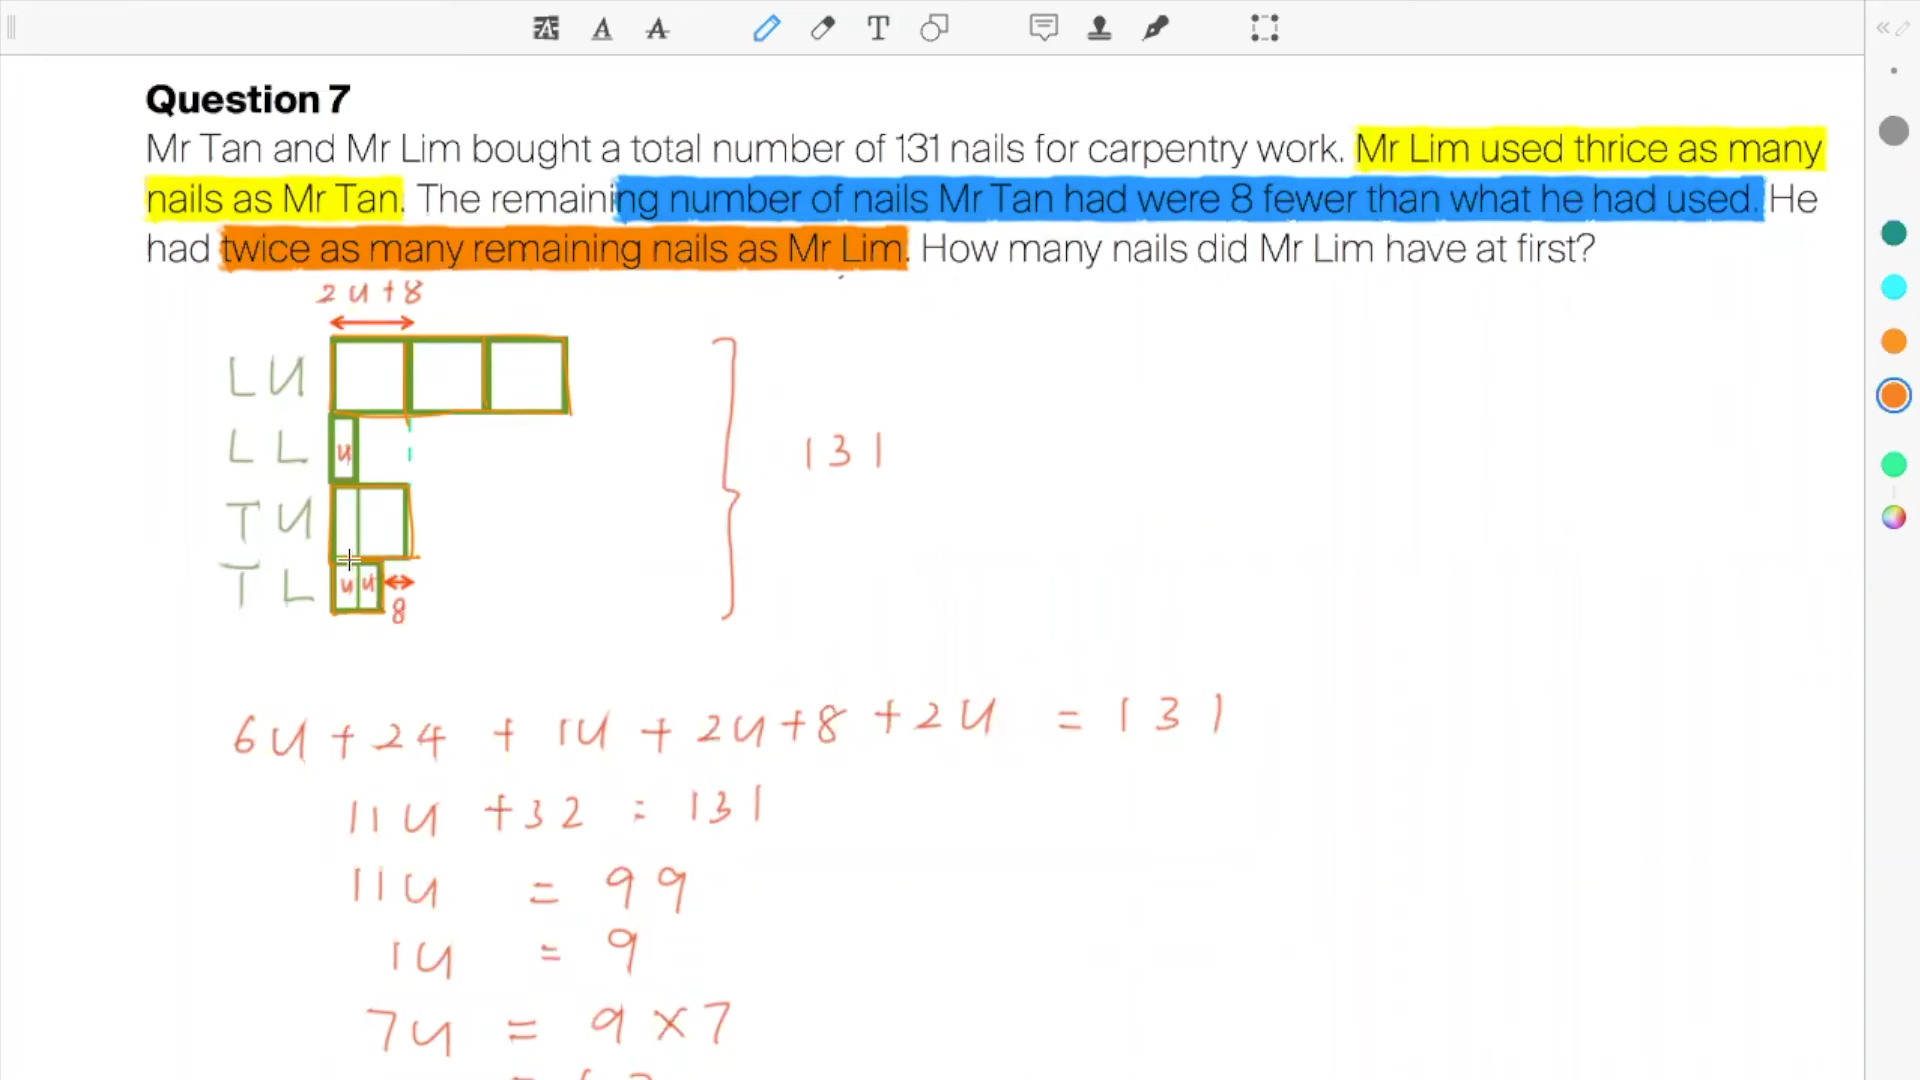 Question 7
Mr Tan and Mr Lim bought a total number of 131 nails for carpentry work. Mr Lim used thrice as many
nails as Mr Tan. The remaining number of nails Mr Tan had were 8 fewer than what he had used. He
had twice as many remaining nails as Mr Lim. How many nails did Mr Lim have at first?
2u+8
LU
LL u
131
TU
TL u u
8
6u + 24 + 1u + 2u+8 + 2u = 131
11u + 32 = 131
11u = 99
1u = 9
7u = 9 × 7